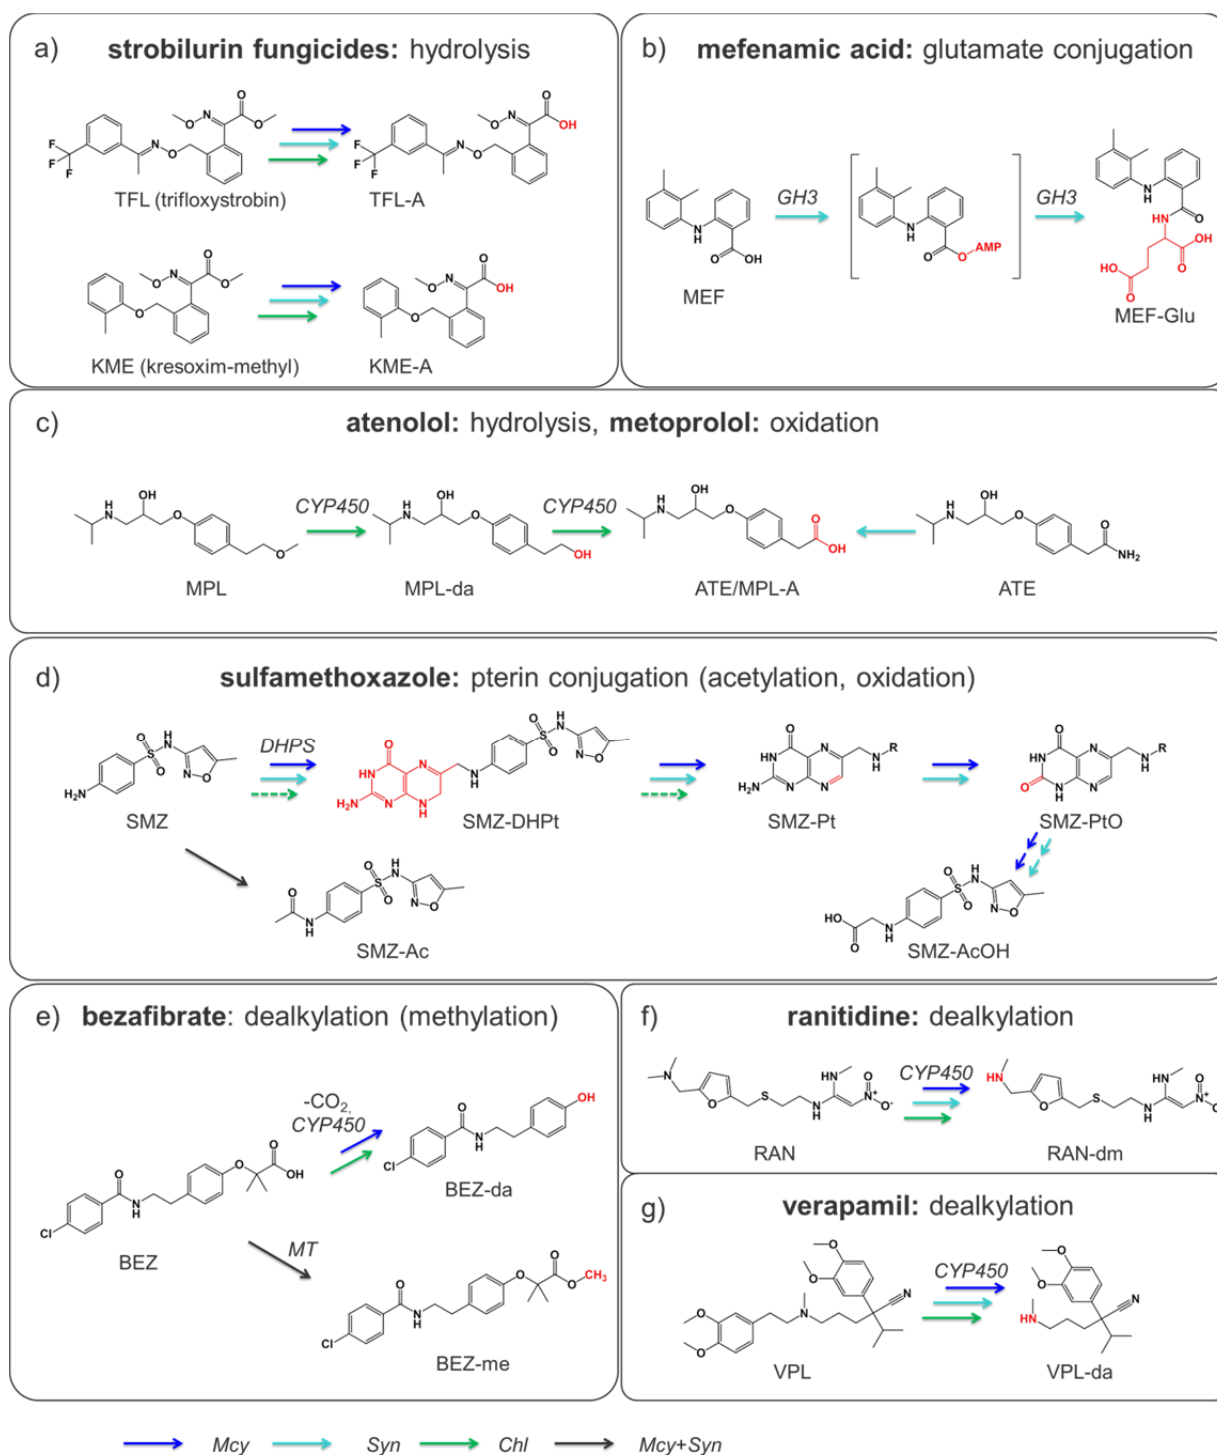 a) strobilurin fungicides: hydrolysis
TFL (trifloxystrobin)
TFL-A
KME (kresoxim-methyl)
KME-A
b) mefenamic acid: glutamate conjugation
GH3
GH3
AMP
MEF
MEF-Glu
c) atenolol: hydrolysis, metoprolol: oxidation
CYP450
CYP450
MPL
MPL-da
ATE/MPL-A
ATE
d) sulfamethoxazole: pterin conjugation (acetylation, oxidation)
DHPS
SMZ
SMZ-DHPt
SMZ-Pt
SMZ-PtO
SMZ-Ac
SMZ-AcOH
e) bezafibrate: dealkylation (methylation)
-CO₂,
CYP450
BEZ-da
BEZ
MT
BEZ-me
f) ranitidine: dealkylation
CYP450
RAN
RAN-dm
g) verapamil: dealkylation
CYP450
VPL
VPL-da
Mcy Syn Chl Mcy+Syn